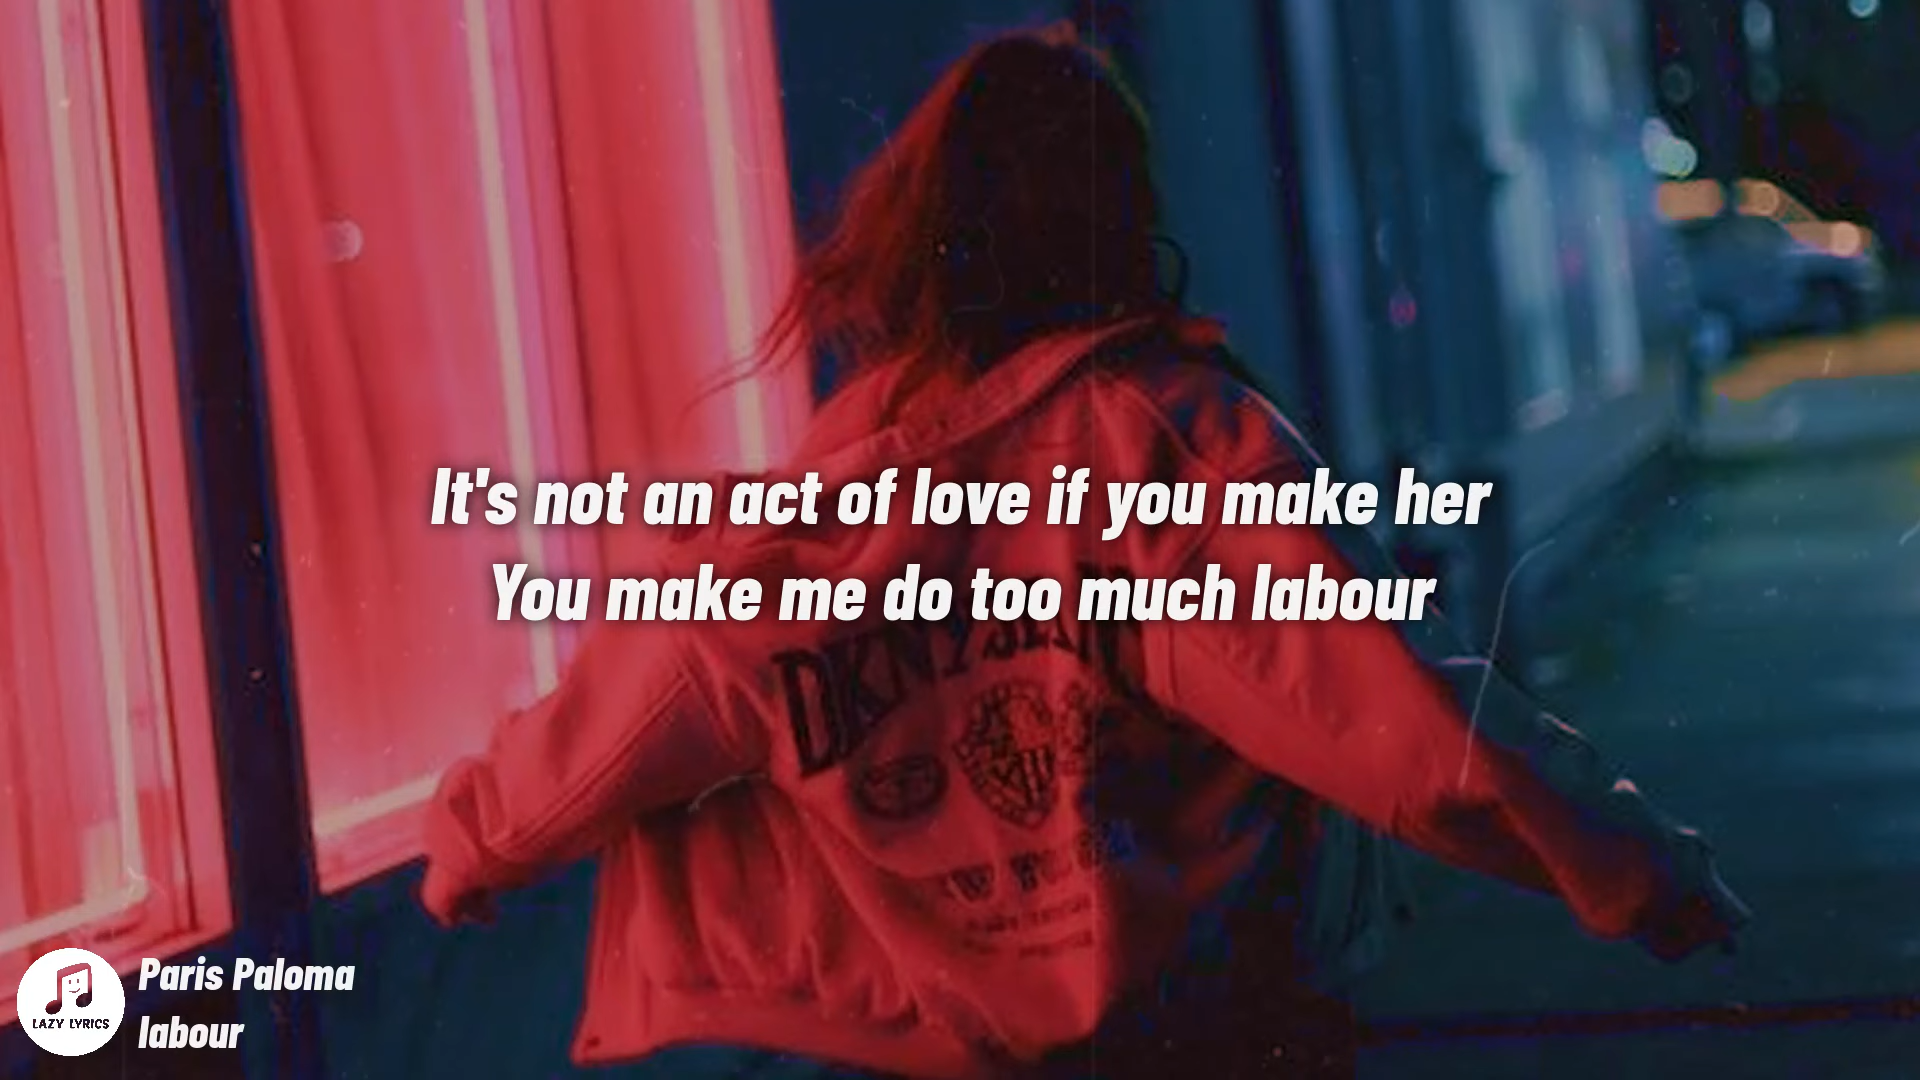 It's not an act of love if you make her
You make me do too much labour
DKNY
Paris Paloma
labour
LAZY LYRICS